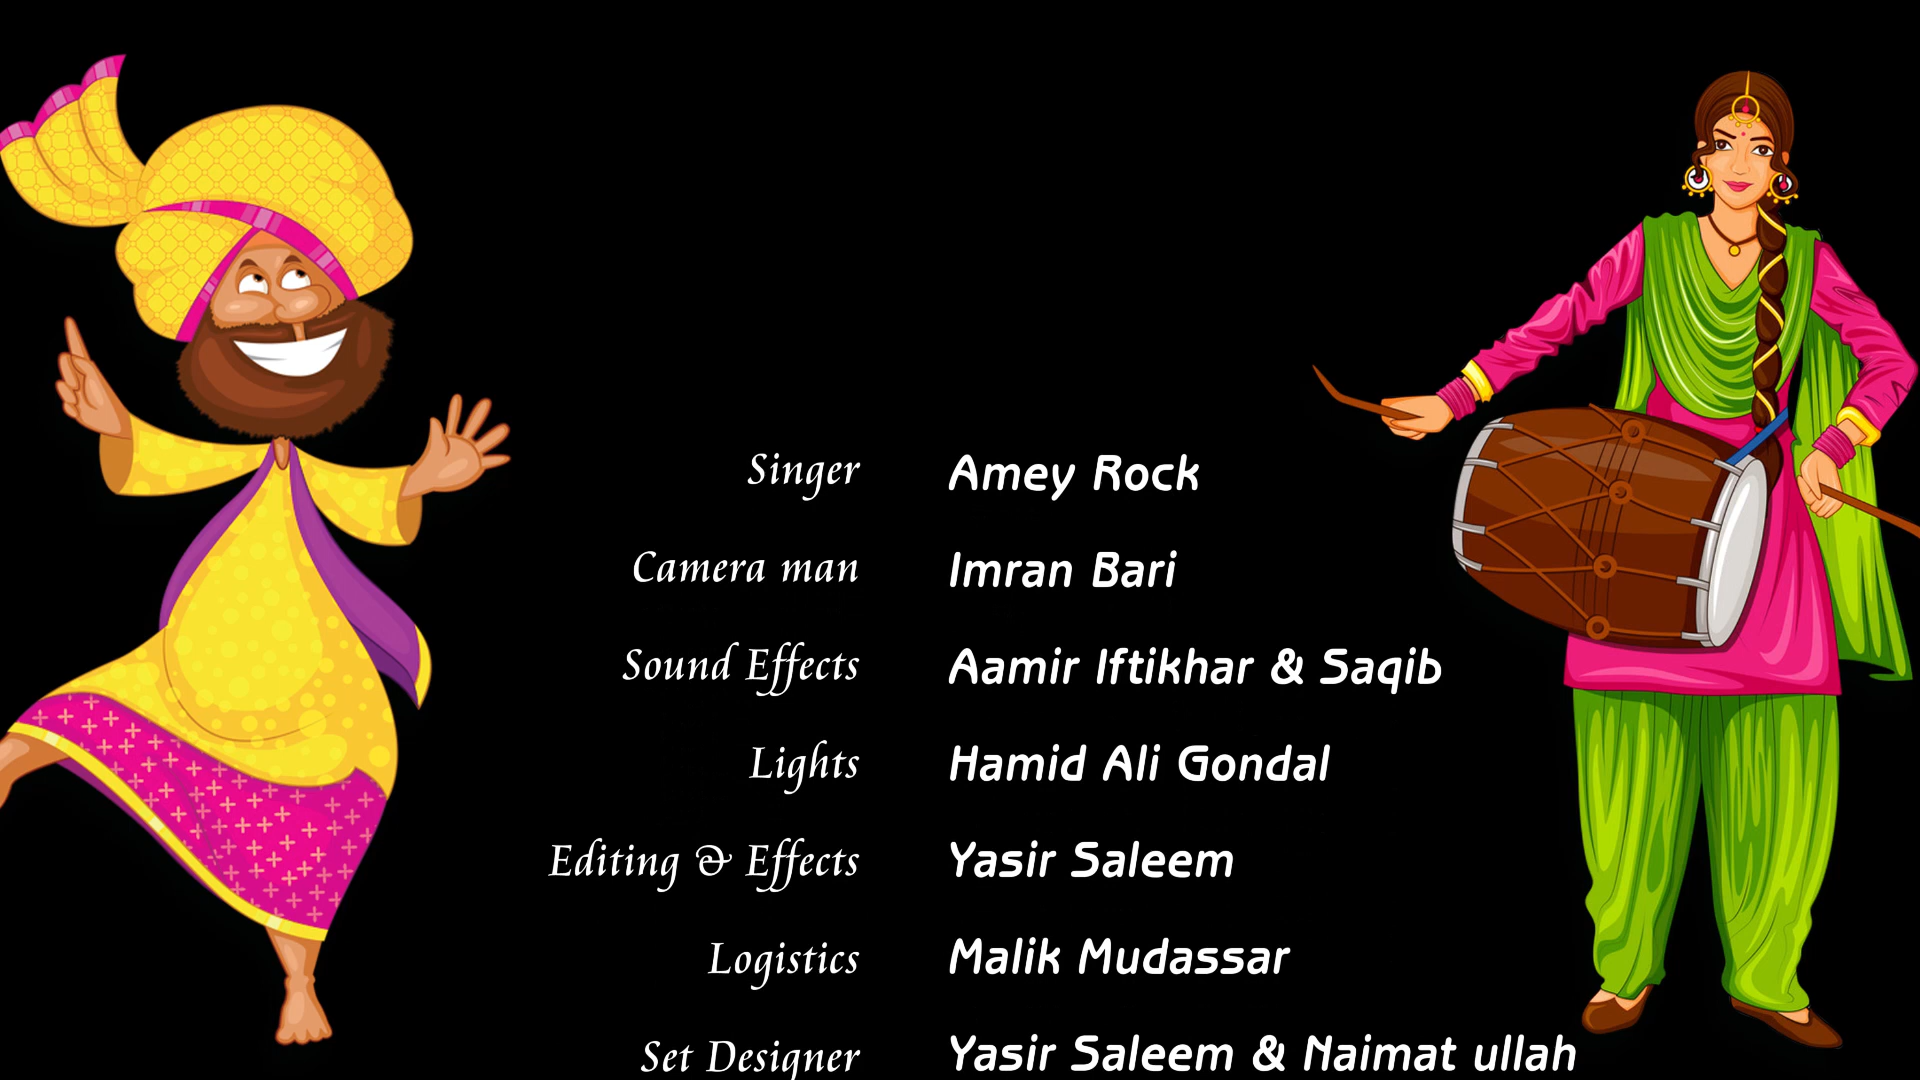 Singer Amey Rock
Camera man Imran Bari
Sound Effects Aamir Iftikhar & Saqib
Lights Hamid Ali Gondal
Editing & Effects Yasir Saleem
Logistics Malik Mudassar
Set Designer Yasir Saleem & Naimat ullah